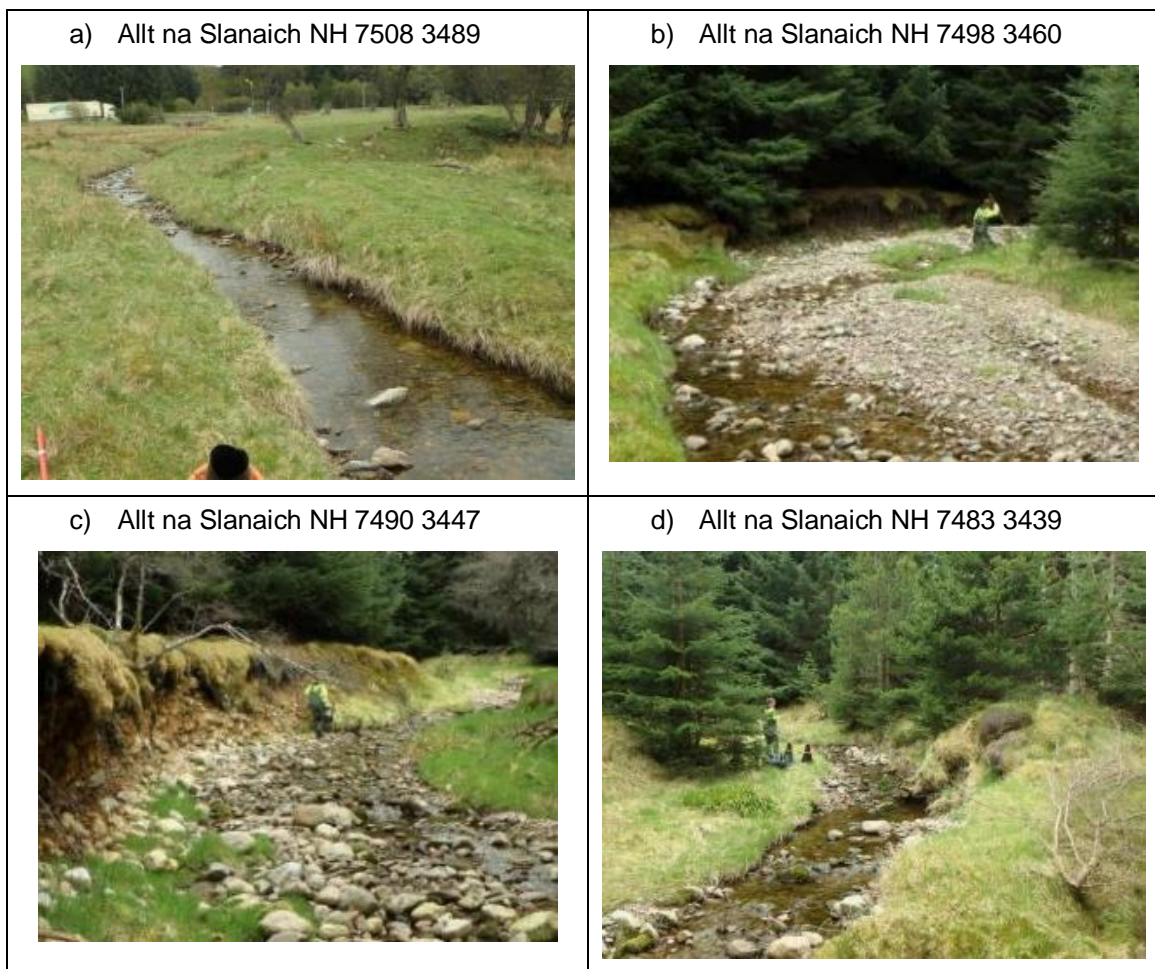 a) Allt na Slanaich NH 7508 3489
b) Allt na Slanaich NH 7498 3460
c) Allt na Slanaich NH 7490 3447
d) Allt na Slanaich NH 7483 3439